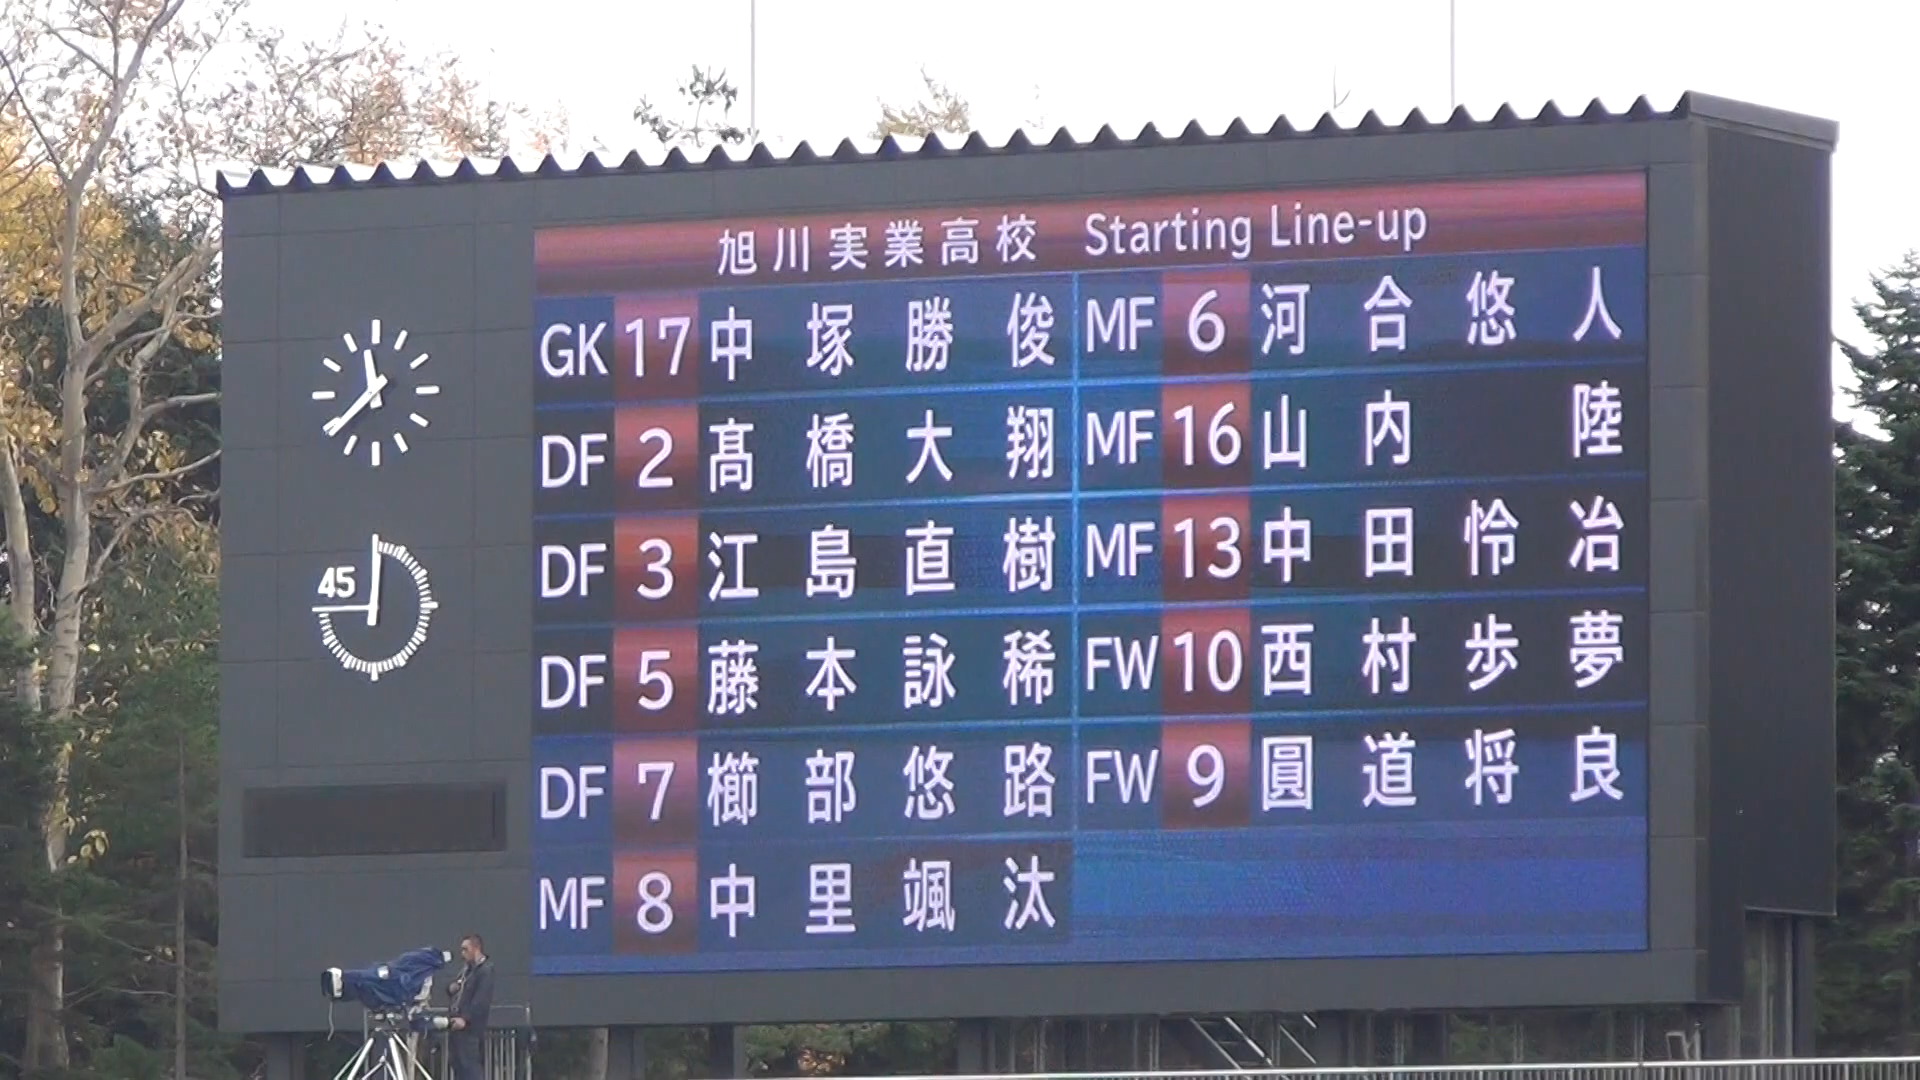 旭川実業高校 Starting Line-up
GK 17 中塚勝俊
DF 2 髙橋大翔
DF 3 江島直樹
DF 5 藤本詠稀
DF 7 櫛部悠路
MF 8 中里颯汰
MF 6 河合悠人
MF 16 山内 陸
MF 13 中田怜冶
FW 10 西村歩夢
FW 9 圓道将良
45